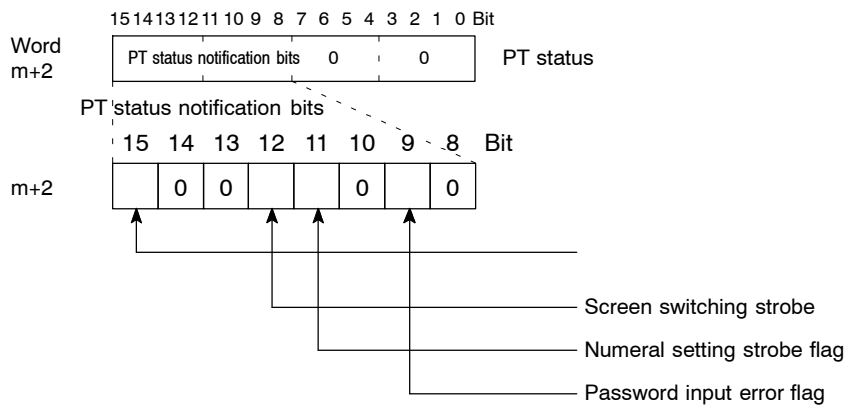 15 14 13 12 11 10 9 8 7 6 5 4 3 2 1 0 Bit
Word
m+2
PT status notification bits 0 0
PT status
PT status notification bits
15 14 13 12 11 10 9 8 Bit
m+2
0 0 0 0
Screen switching strobe
Numeral setting strobe flag
Password input error flag